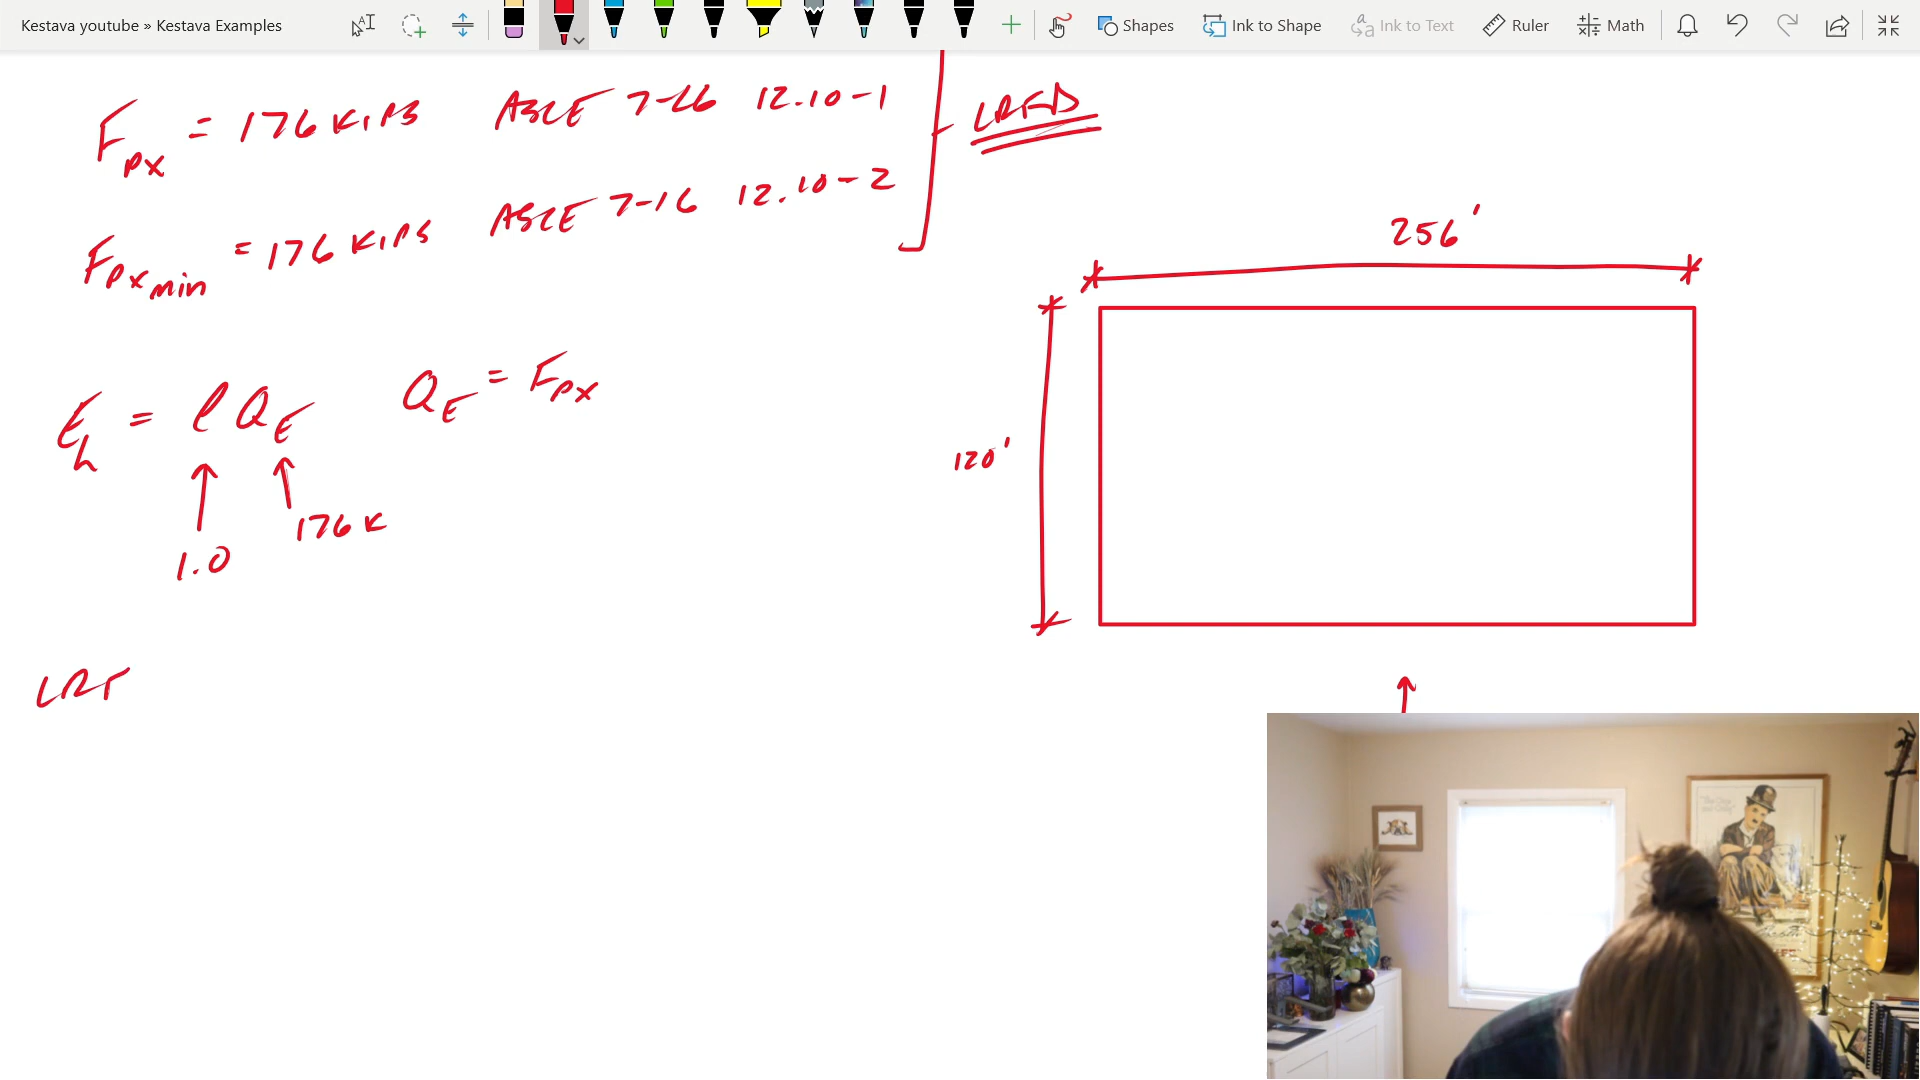 Kestava youtube » Kestava Examples
Shapes
Ink to Shape
Ink to Text
Ruler
Math
Fpx = 176 KIPS ASCE 7-16 12.10-1
LRFD
Fpx min = 176 KIPS ASCE 7-16 12.10-2
256'
Eh = ρQE QE = Fpx
120'
176 K
1.0
LRF